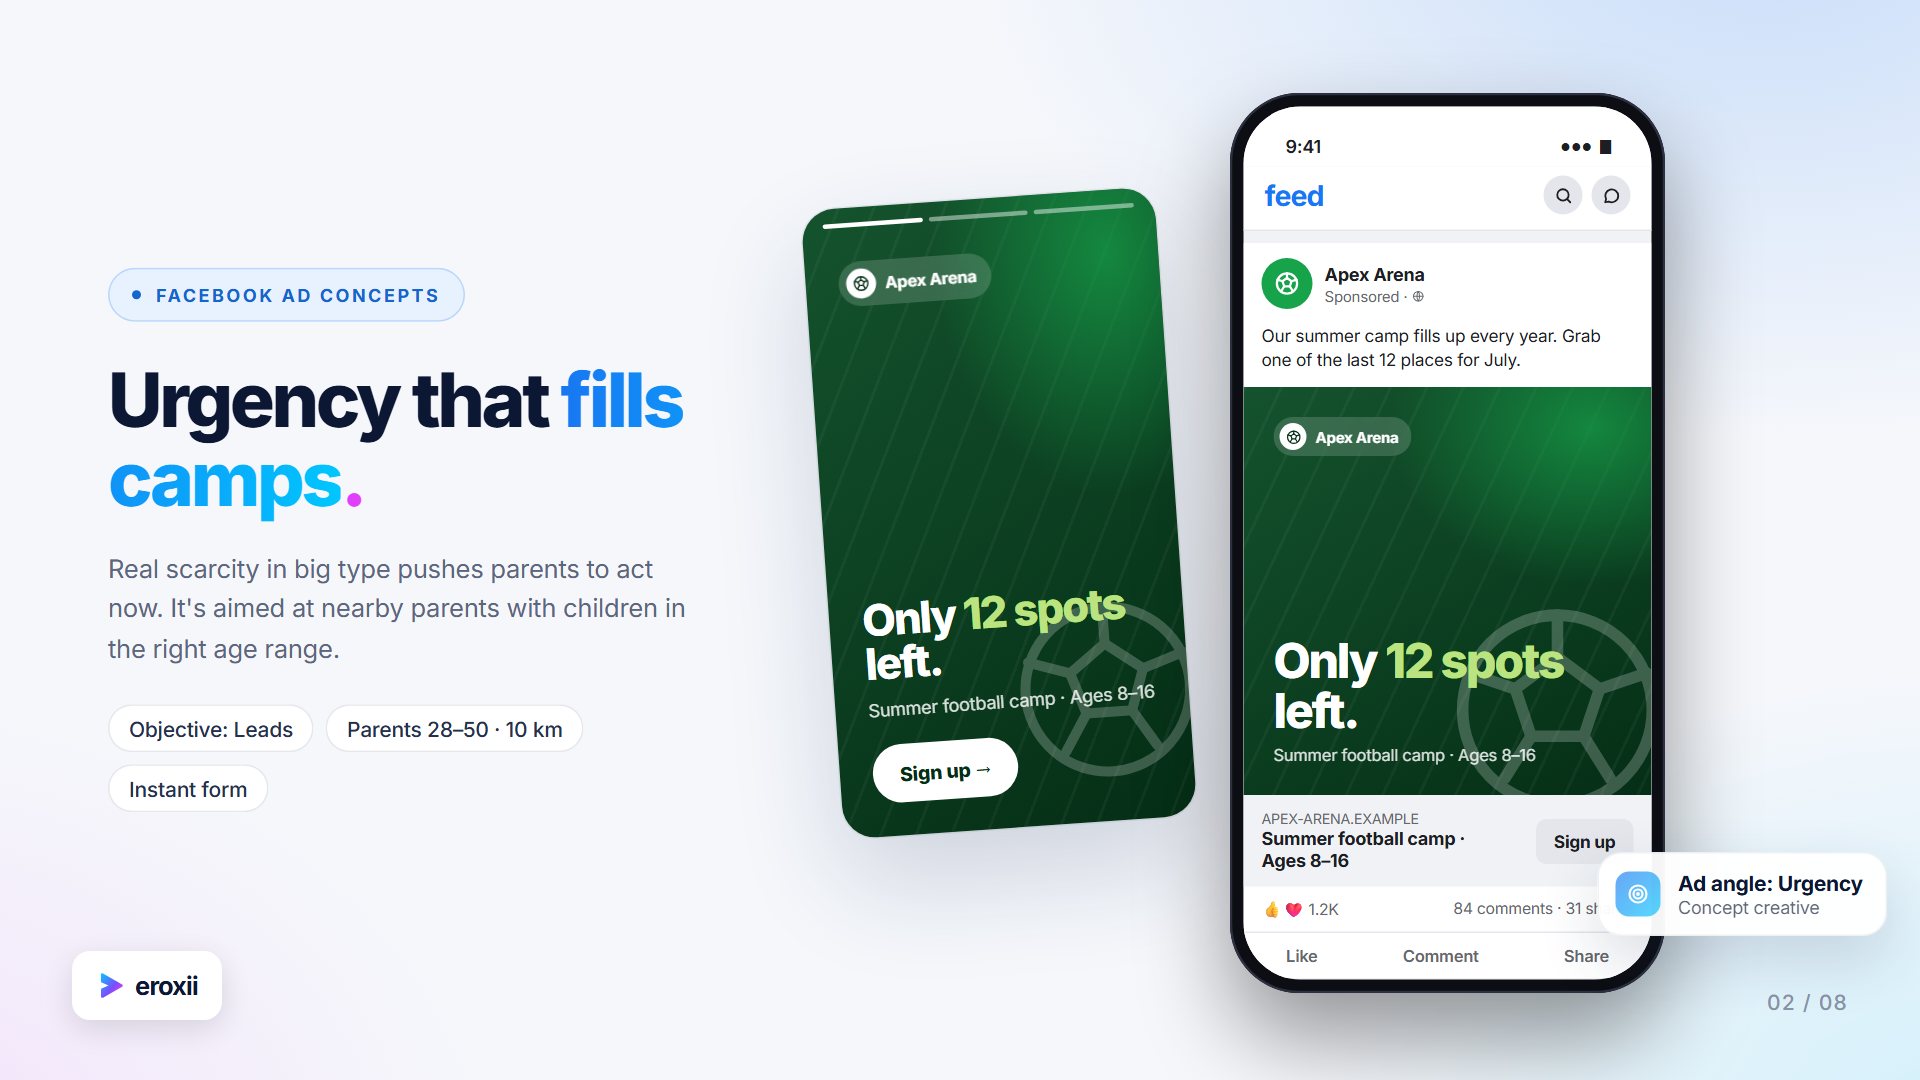 FACEBOOK AD CONCEPTS
Urgency that fills
camps.
Real scarcity in big type pushes parents to act
now. It's aimed at nearby parents with children in
the right age range.
Objective: Leads
Parents 28–50 · 10 km
Instant form
eroxii
Apex Arena
Only 12 spots
left.
Summer football camp · Ages 8–16
Sign up →
9:41
feed
Apex Arena
Sponsored ·
Our summer camp fills up every year. Grab
one of the last 12 places for July.
Apex Arena
Only 12 spots
left.
Summer football camp · Ages 8–16
APEX-ARENA.EXAMPLE
Summer football camp ·
Ages 8–16
Sign up
👍 ❤️ 1.2K
84 comments · 31
Like
Comment
Share
Ad angle: Urgency
Concept creative
02 / 08